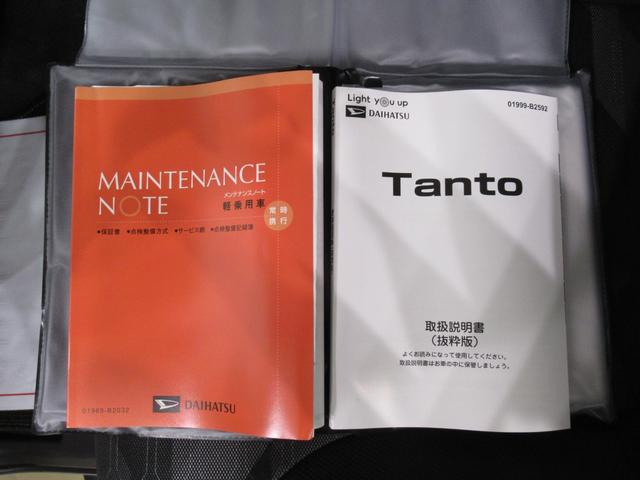 MAINTENANCE
NOTE
メンテナンスノート
軽乗用車
常時
携行
●保証書 ●点検整備方式 ●サービス網 ●点検整備記録簿
01969-B2032
DAIHATSU
Light you up
DAIHATSU
01999-B2592
Tanto
取扱説明書
（抜粋版）
よくお読みになって使用してください。
取扱説明書はお車の中に保管しましょう。